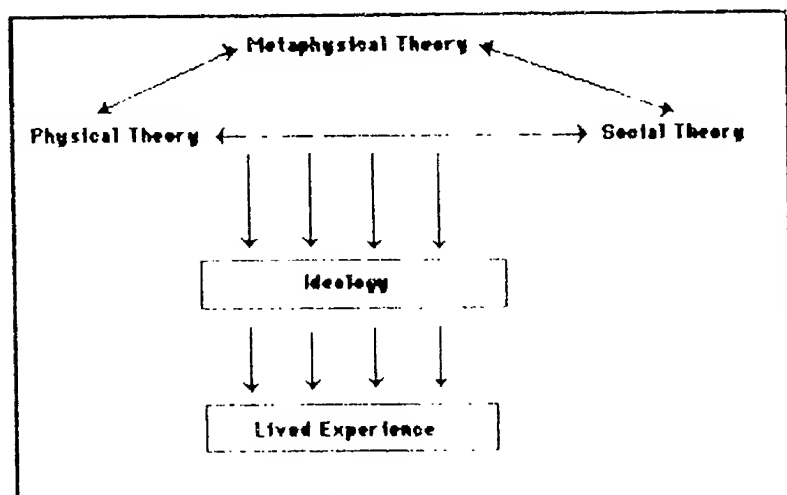 Metaphysical Theory
Physical Theory Social Theory
Ideology
Lived Experience